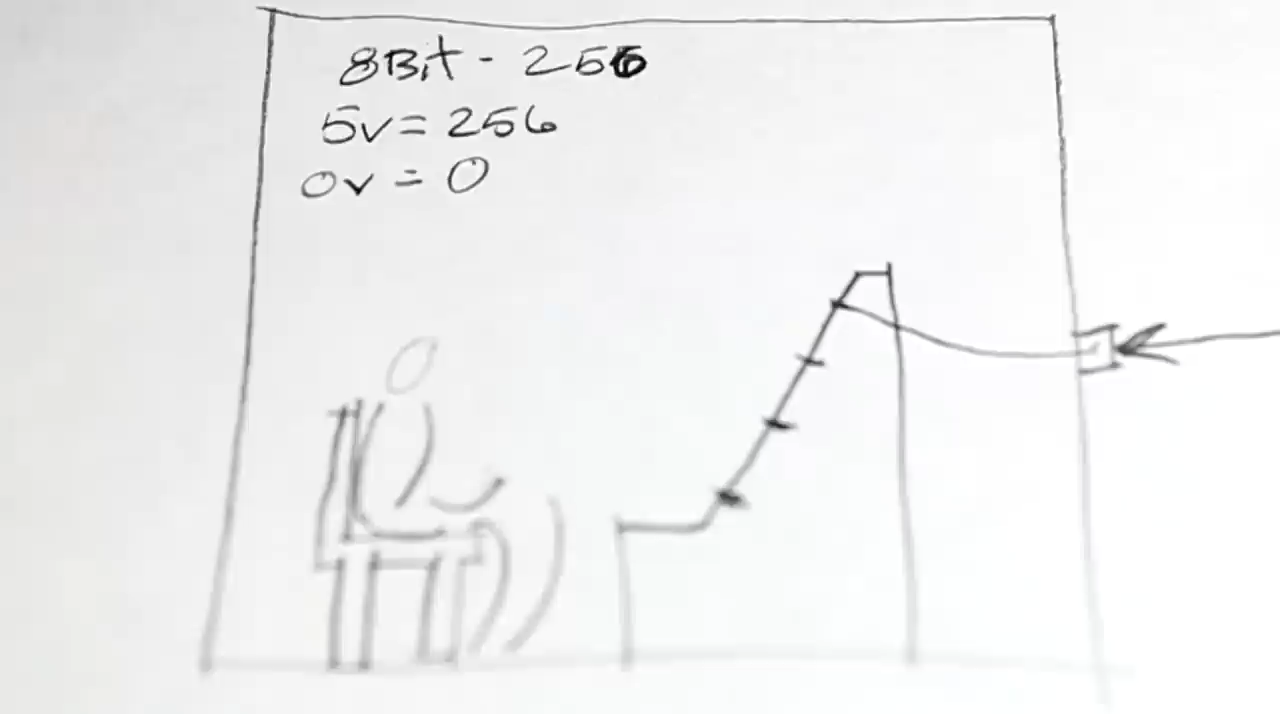 8Bit - 256
5v = 256
0v = 0